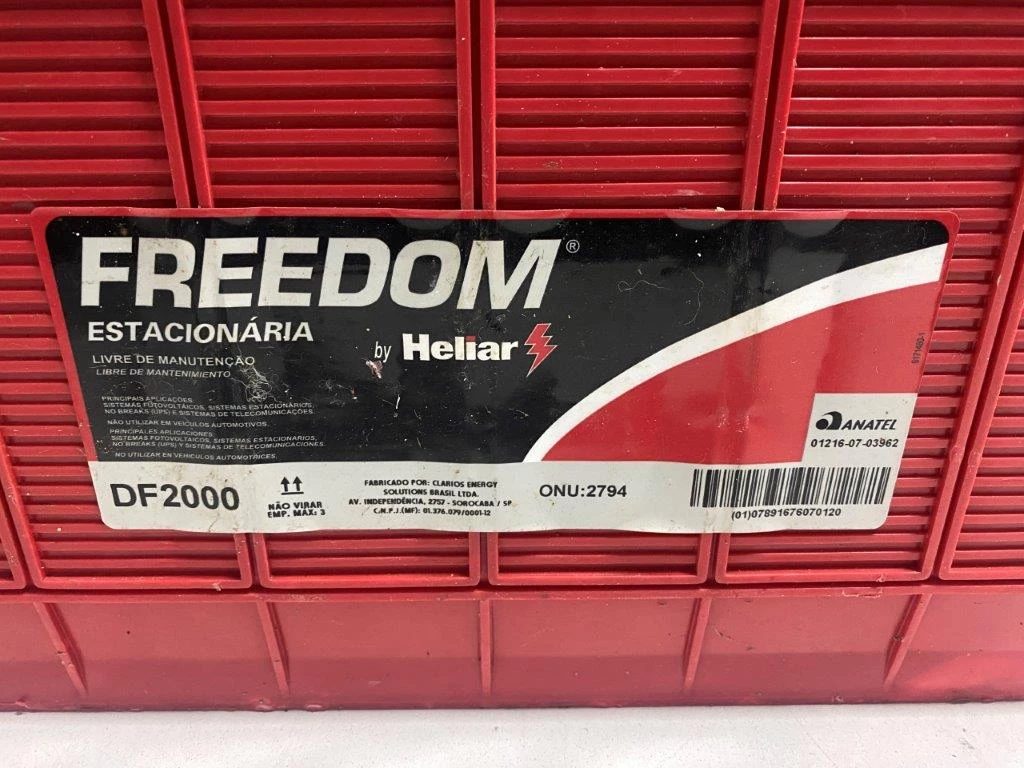 FREEDOM®
ESTACIONÁRIA
by Heliar
LIVRE DE MANUTENÇÃO
LIBRE DE MANTENIMIENTO
PRINCIPAIS APLICAÇÕES
SISTEMAS FOTOVOLTAICOS, SISTEMAS ESTACIONÁRIOS,
NO BREAKS (UPS) E SISTEMAS DE TELECOMUNICAÇÕES.
NÃO UTILIZAR EM VEÍCULOS AUTOMOTIVOS.
PRINCIPALES APLICACIONES:
SISTEMAS FOTOVOLTAICOS, SISTEMAS ESTACIONARIOS,
NO BREAKS (UPS) Y SISTEMAS DE TELECOMUNICACIONES.
NO UTILIZAR EN VEHICULOS AUTOMOTRICES.
ANATEL
01216-07-03962
DF2000
NÃO VIRAR
EMP. MAX: 3
FABRICADO POR: CLARIOS ENERGY
SOLUTIONS BRASIL LTDA.
AV. INDEPENDÊNCIA, 2757 - SOROCABA / SP
C.N.P.J.(MF): 01.376.079/0001-12
ONU:2794
(01)07891676070120